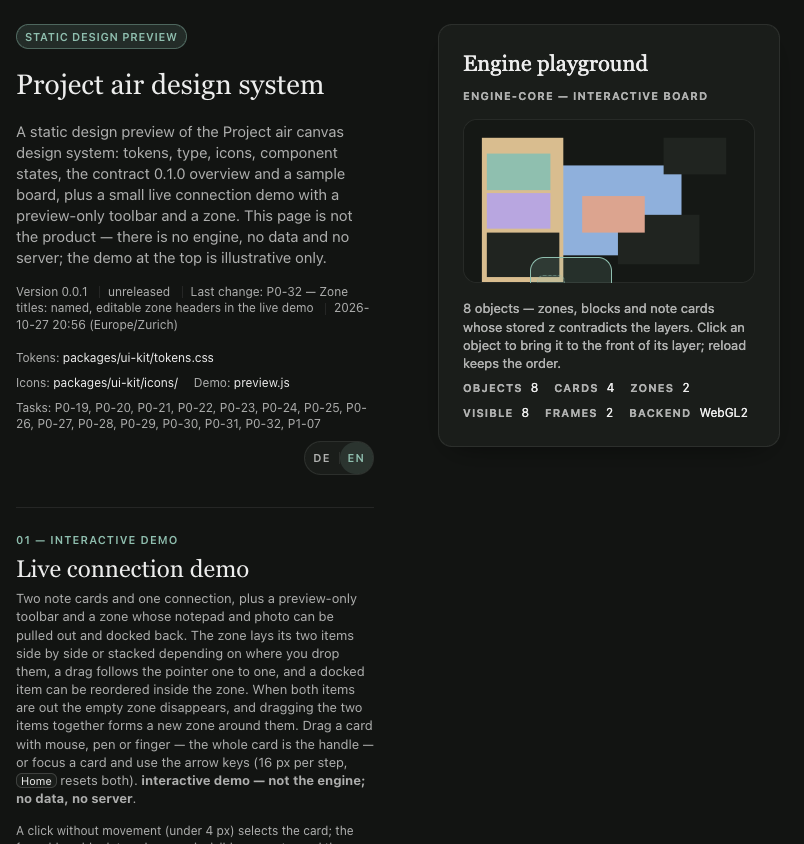 STATIC DESIGN PREVIEW
Project air design system
A static design preview of the Project air canvas
design system: tokens, type, icons, component
states, the contract 0.1.0 overview and a sample
board, plus a small live connection demo with a
preview-only toolbar and a zone. This page is not
the product — there is no engine, no data and no
server; the demo at the top is illustrative only.
Version 0.0.1 unreleased Last change: P0-32 — Zone
titles: named, editable zone headers in the live demo 2026-
10-27 20:56 (Europe/Zurich)
Tokens: packages/ui-kit/tokens.css
Icons: packages/ui-kit/icons/ Demo: preview.js
Tasks: P0-19, P0-20, P0-21, P0-22, P0-23, P0-24, P0-25, P0-
26, P0-27, P0-28, P0-29, P0-30, P0-31, P0-32, P1-07
DE EN
01 — INTERACTIVE DEMO
Live connection demo
Two note cards and one connection, plus a preview-only
toolbar and a zone whose notepad and photo can be
pulled out and docked back. The zone lays its two items
side by side or stacked depending on where you drop
them, a drag follows the pointer one to one, and a docked
item can be reordered inside the zone. When both items
are out the empty zone disappears, and dragging the two
items together forms a new zone around them. Drag a card
with mouse, pen or finger — the whole card is the handle —
or focus a card and use the arrow keys (16 px per step,
Home resets both). interactive demo — not the engine;
no data, no server.
A click without movement (under 4 px) selects the card; the
Engine playground
ENGINE-CORE — INTERACTIVE BOARD
8 objects — zones, blocks and note cards
whose stored z contradicts the layers. Click an
object to bring it to the front of its layer; reload
keeps the order.
OBJECTS 8 CARDS 4 ZONES 2
VISIBLE 8 FRAMES 2 BACKEND WebGL2